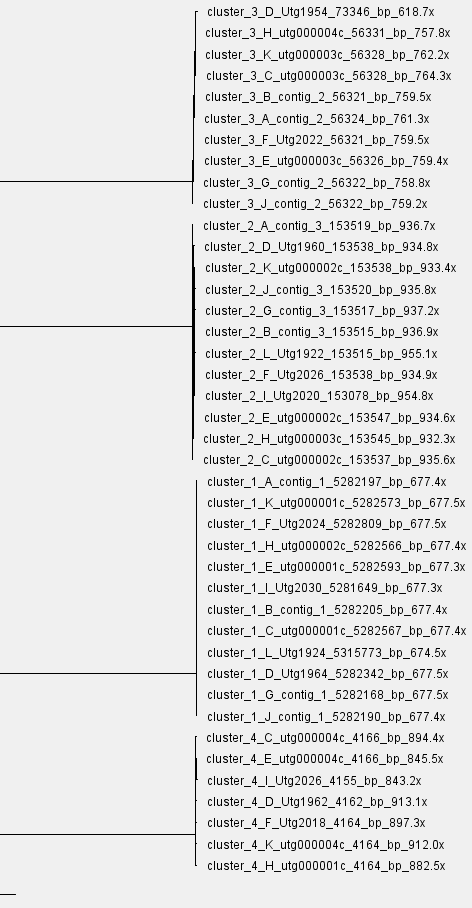 cluster_3_D_Utg1954_73346_bp_618.7x
cluster_3_H_utg000004c_56331_bp_757.8x
cluster_3_K_utg000003c_56328_bp_762.2x
cluster_3_C_utg000003c_56328_bp_764.3x
cluster_3_B_contig_2_56321_bp_759.5x
cluster_3_A_contig_2_56324_bp_761.3x
cluster_3_F_Utg2022_56321_bp_759.5x
cluster_3_E_utg000003c_56326_bp_759.4x
cluster_3_G_contig_2_56322_bp_758.8x
cluster_3_J_contig_2_56322_bp_759.2x
cluster_2_A_contig_3_153519_bp_936.7x
cluster_2_D_Utg1960_153538_bp_934.8x
cluster_2_K_utg000002c_153538_bp_933.4x
cluster_2_J_contig_3_153520_bp_935.8x
cluster_2_G_contig_3_153517_bp_937.2x
cluster_2_B_contig_3_153515_bp_936.9x
cluster_2_L_Utg1922_153515_bp_955.1x
cluster_2_F_Utg2026_153538_bp_934.9x
cluster_2_I_Utg2020_153078_bp_954.8x
cluster_2_E_utg000002c_153547_bp_934.6x
cluster_2_H_utg000003c_153545_bp_932.3x
cluster_2_C_utg000002c_153537_bp_935.6x
cluster_1_A_contig_1_5282197_bp_677.4x
cluster_1_K_utg000001c_5282573_bp_677.5x
cluster_1_F_Utg2024_5282809_bp_677.5x
cluster_1_H_utg000002c_5282566_bp_677.4x
cluster_1_E_utg000001c_5282593_bp_677.3x
cluster_1_I_Utg2030_5281649_bp_677.3x
cluster_1_B_contig_1_5282205_bp_677.4x
cluster_1_C_utg000001c_5282567_bp_677.4x
cluster_1_L_Utg1924_5315773_bp_674.5x
cluster_1_D_Utg1964_5282342_bp_677.5x
cluster_1_G_contig_1_5282168_bp_677.5x
cluster_1_J_contig_1_5282190_bp_677.4x
cluster_4_C_utg000004c_4166_bp_894.4x
cluster_4_E_utg000004c_4166_bp_845.5x
cluster_4_I_Utg2026_4155_bp_843.2x
cluster_4_D_Utg1962_4162_bp_913.1x
cluster_4_F_Utg2018_4164_bp_897.3x
cluster_4_K_utg000004c_4164_bp_912.0x
cluster_4_H_utg000001c_4164_bp_882.5x